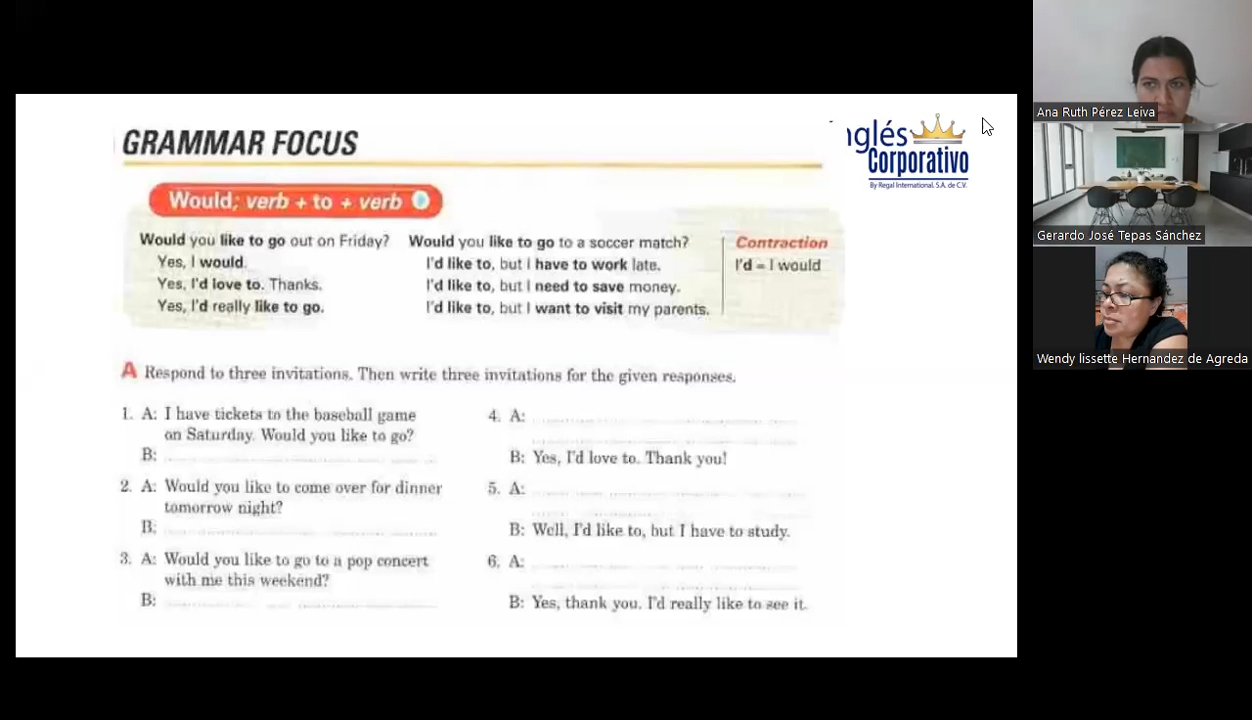 GRAMMAR FOCUS
nglés
Corporativo
By Regal International, S.A. de C.V.
Would; verb + to + verb
Would you like to go out on Friday?
Yes, I would.
Yes, I'd love to. Thanks.
Yes, I'd really like to go.
Would you like to go to a soccer match?
I'd like to, but I have to work late.
I'd like to, but I need to save money.
I'd like to, but I want to visit my parents.
Contraction
I'd = I would
A Respond to three invitations. Then write three invitations for the given responses.
1. A: I have tickets to the baseball game
on Saturday. Would you like to go?
B:
2. A: Would you like to come over for dinner
tomorrow night?
B:
3. A: Would you like to go to a pop concert
with me this weekend?
B:
4. A:
B: Yes, I'd love to. Thank you!
5. A:
B: Well, I'd like to, but I have to study.
6. A:
B: Yes, thank you. I'd really like to see it.
Ana Ruth Pérez Leiva
Gerardo José Tepas Sánchez
Wendy lissette Hernandez de Agreda